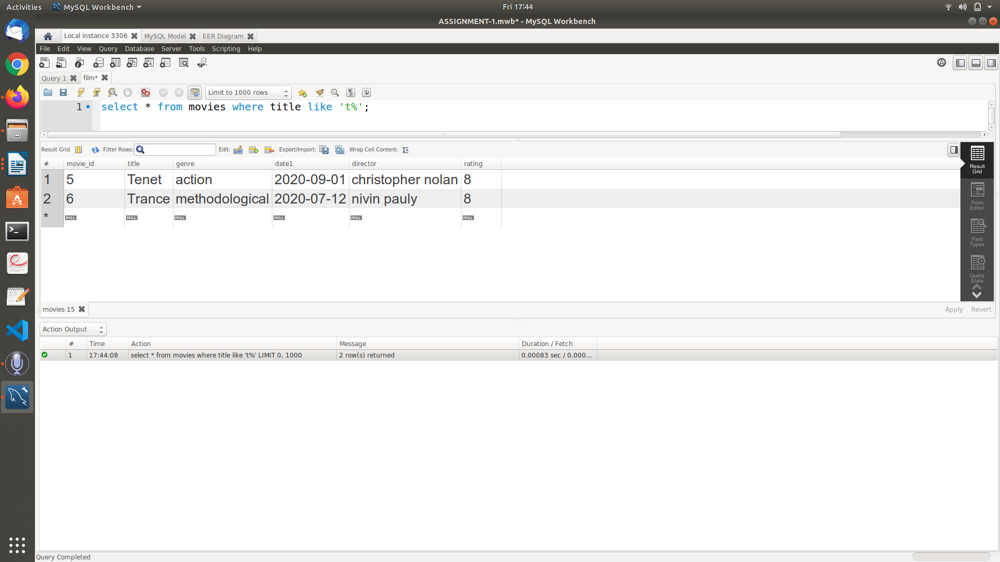 Activities MySQL Workbench Fri 17:44
ASSIGNMENT-1.mwb* - MySQL Workbench
Local instance 3306 MySQL Model EER Diagram
File Edit View Query Database Server Tools Scripting Help
Query 1 film*
Limit to 1000 rows
1 select * from movies where title like 't%';
Result Grid Filter Rows: Edit: Export/Import: Wrap Cell Content:
# movie_id title genre date1 director rating
1 5 Tenet action 2020-09-01 christopher nolan 8
2 6 Trance methodological 2020-07-12 nivin pauly 8
* NULL NULL NULL NULL NULL NULL
Result
Grid
Form
Editor
Field
Types
Query
Stats
movies 15 Apply Revert
Action Output
# Time Action Message Duration / Fetch
1 17:44:08 select * from movies where title like 't%' LIMIT 0, 1000 2 row(s) returned 0.00083 sec / 0.000...
Query Completed